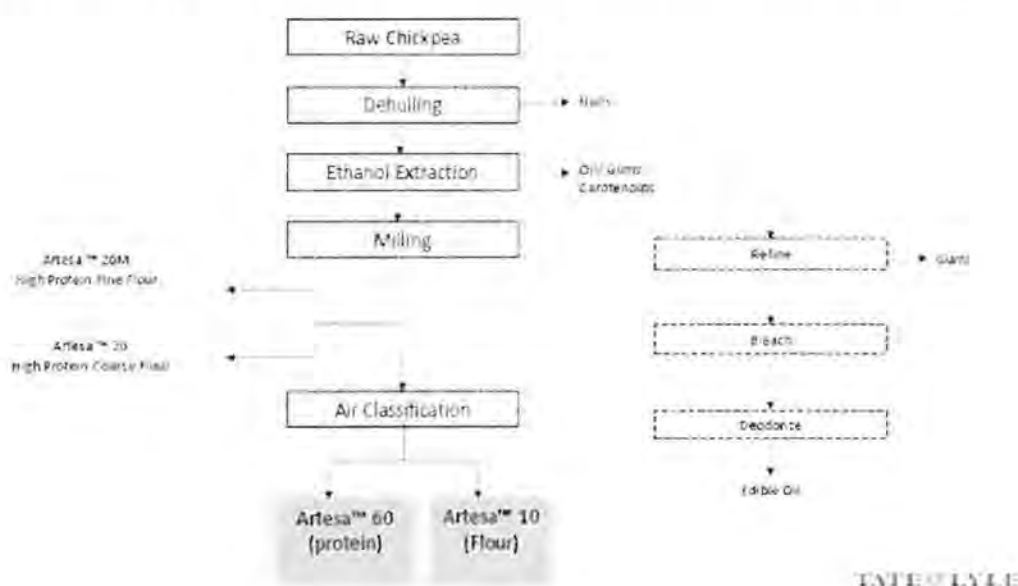 Raw Chickpea
Dehulling
Hulls
Ethanol Extraction
Oil/ Gums
Carotenoids
Milling
Artesa™ 20M
High Protein Fine Flour
Artesa™ 20
High Protein Coarse Flour
Air Classification
Artesa™ 60
(protein)
Artesa™ 10
(Flour)
Refine
Gums
Bleach
Deodorize
Edible Oil
TATE & LYLE